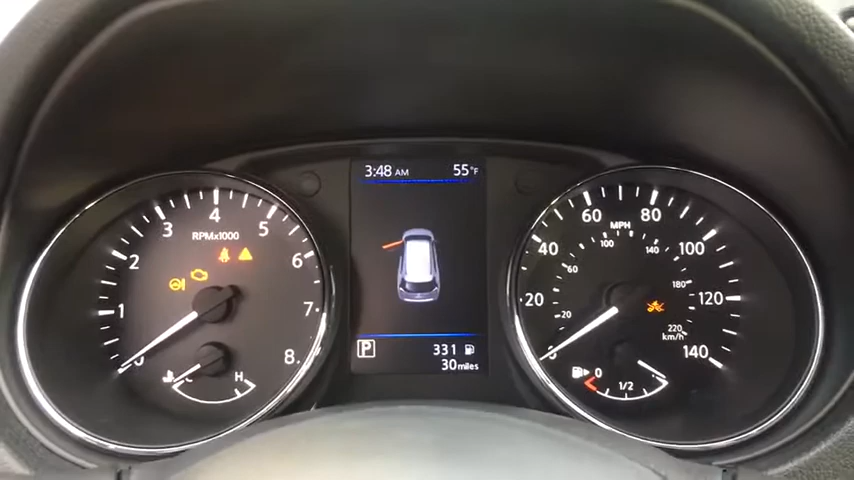 3:48 AM 55°F
0 1 2 3 4 5 6 7 8
RPMx1000
C H
P
331
30 miles
20 40 60 80 100 120 140
MPH
20 60 100 140 180 220
km/h
0 1/2